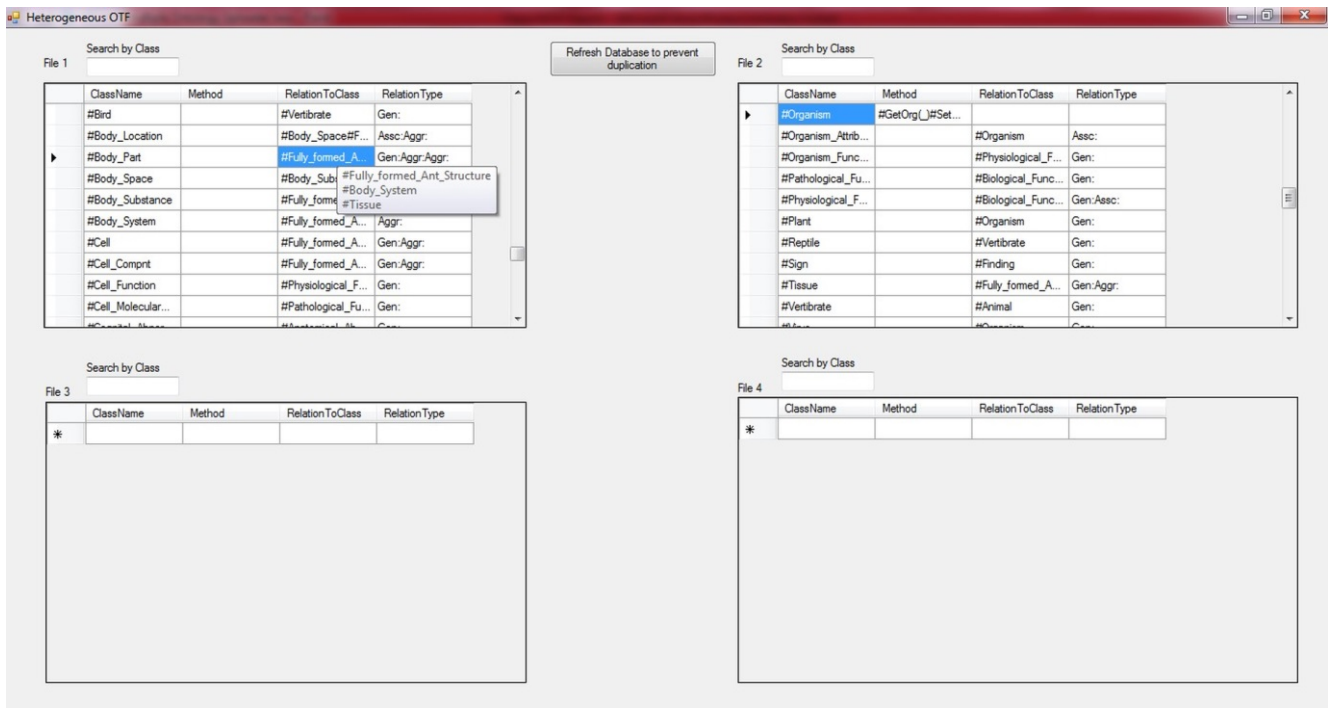 Heterogeneous OTF
Search by Class
File 1
Refresh Database to prevent
duplication
Search by Class
File 2
ClassName Method RelationToClass RelationType
#Bird #Vertibrate Gen:
#Body_Location #Body_Space#F... Assc:Aggr:
#Body_Part #Fully_formed_A... Gen:Aggr:Aggr:
#Body_Space #Body_Sub
#Body_Substance #Fully_forme
#Body_System #Fully_formed_A... Aggr:
#Cell #Fully_formed_A... Gen:Aggr:
#Cell_Compnt #Fully_formed_A... Gen:Aggr:
#Cell_Function #Physiological_F... Gen:
#Cell_Molecular... #Pathological_Fu... Gen:
#Fully_formed_Ant_Structure
#Body_System
#Tissue
ClassName Method RelationToClass RelationType
#Organism #GetOrg(_)#Set...
#Organism_Attrib... #Organism Assc:
#Organism_Func... #Physiological_F... Gen:
#Pathological_Fu... #Biological_Func... Gen:
#Physiological_F... #Biological_Func... Gen:Assc:
#Plant #Organism Gen:
#Reptile #Vertibrate Gen:
#Sign #Finding Gen:
#Tissue #Fully_formed_A... Gen:Aggr:
#Vertibrate #Animal Gen:
Search by Class
File 3
ClassName Method RelationToClass RelationType
Search by Class
File 4
ClassName Method RelationToClass RelationType